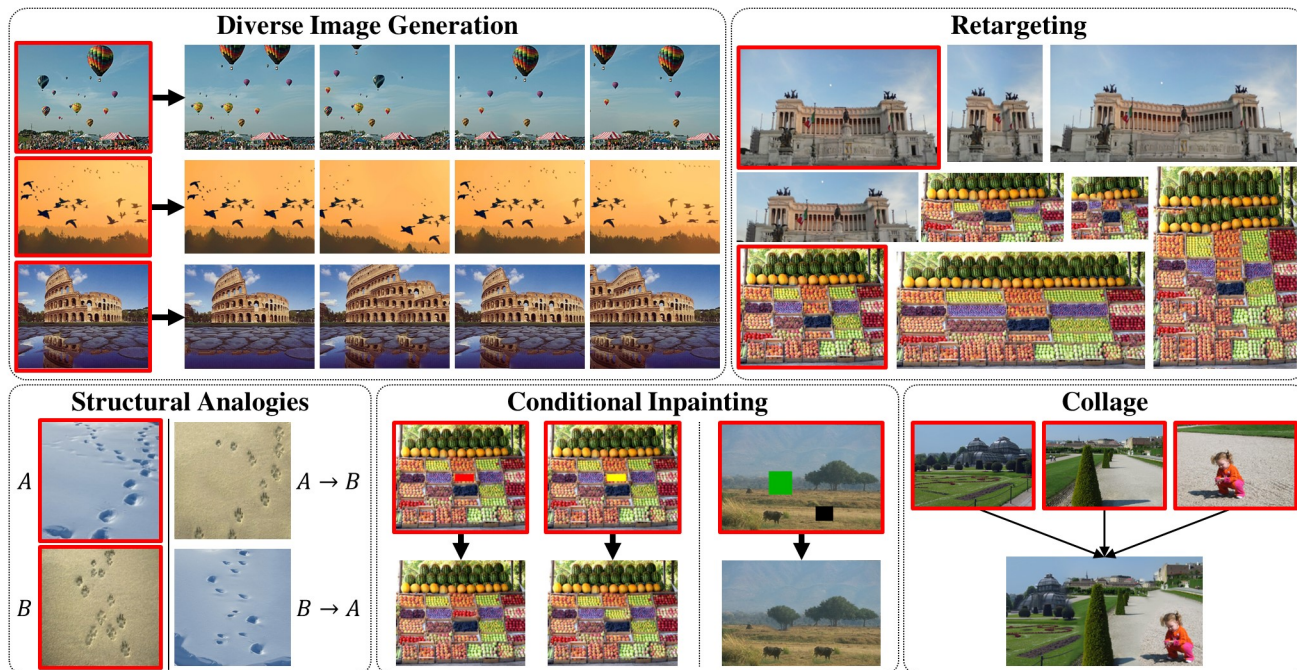 Diverse Image Generation
Retargeting
Structural Analogies
A
A → B
B
B → A
Conditional Inpainting
Collage